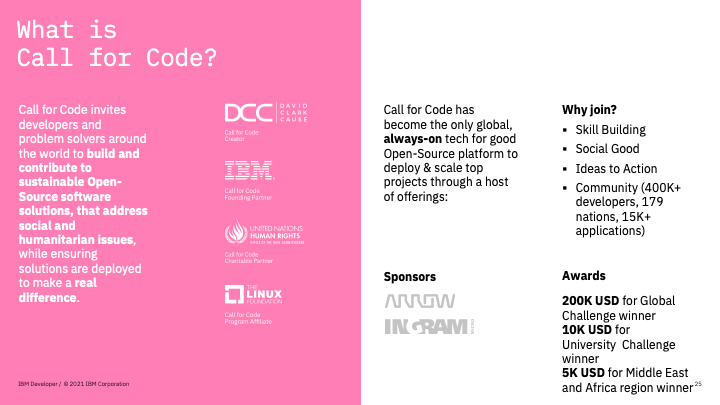 What is
Call for Code?
Call for Code invites
developers and
problem solvers around
the world to build and
contribute to
sustainable Open-
Source software
solutions, that address
social and
humanitarian issues,
while ensuring
solutions are deployed
to make a real
difference.
DCC DAVID
CLARK
CAUSE
Call for Code
Creator
IBM
Call for Code
Founding Partner
UNITED NATIONS
HUMAN RIGHTS
OFFICE OF THE HIGH COMMISSIONER
Call for Code
Charitable Partner
THE
LINUX
FOUNDATION
Call for Code
Program Affiliate
IBM Developer / © 2021 IBM Corporation
Call for Code has
become the only global,
always-on tech for good
Open-Source platform to
deploy & scale top
projects through a host
of offerings:
Sponsors
ARROW
INGRAM MICRO
Why join?
▪ Skill Building
▪ Social Good
▪ Ideas to Action
▪ Community (400K+
developers, 179
nations, 15K+
applications)
Awards
200K USD for Global
Challenge winner
10K USD for
University Challenge
winner
5K USD for Middle East
and Africa region winner
25